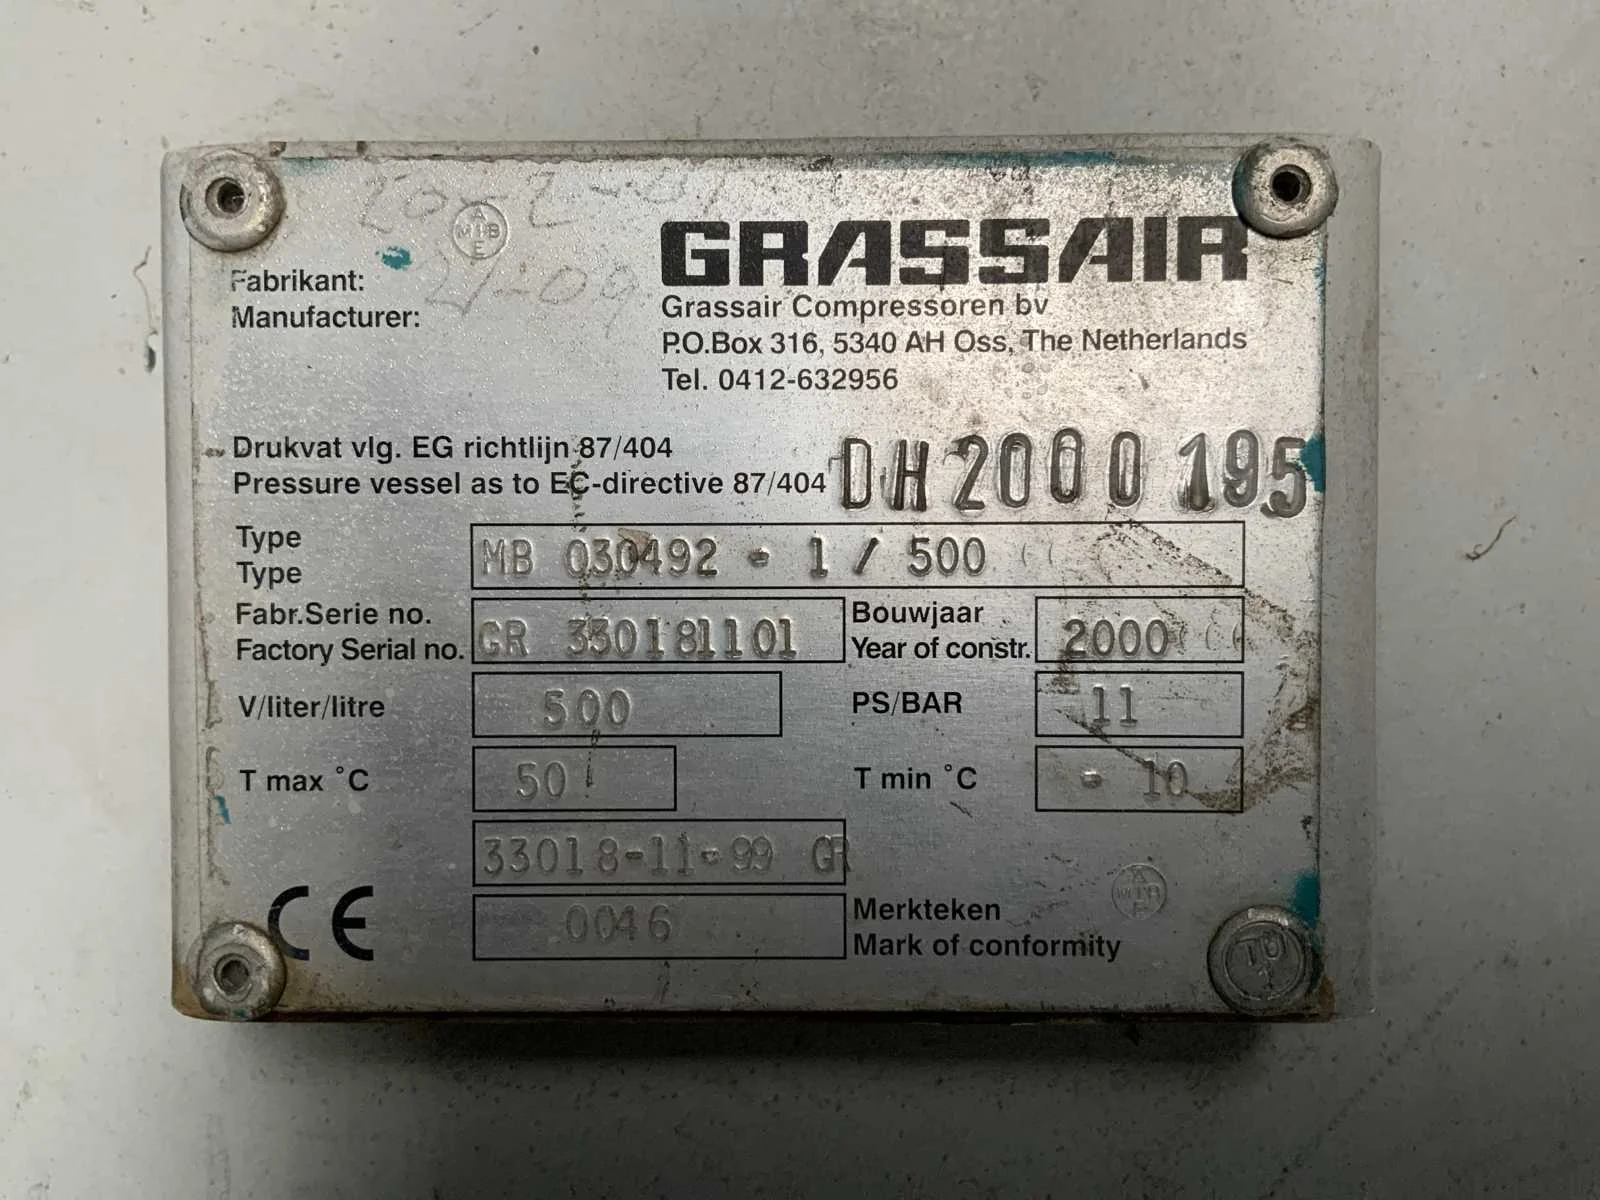 GRASSAIR
Fabrikant:
Manufacturer:
Grassair Compressoren bv
P.O.Box 316, 5340 AH Oss, The Netherlands
Tel. 0412-632956
Drukvat vlg. EG richtlijn 87/404
Pressure vessel as to EC-directive 87/404
DH2000195
Type
Type
MB 030492 - 1 / 500
Fabr.Serie no.
Factory Serial no.
GR 330181101
Bouwjaar
Year of constr.
2000
V/liter/litre
500
PS/BAR
11
T max °C
50
T min °C
- 10
33018-11-99 GR
CE
0046
Merkteken
Mark of conformity